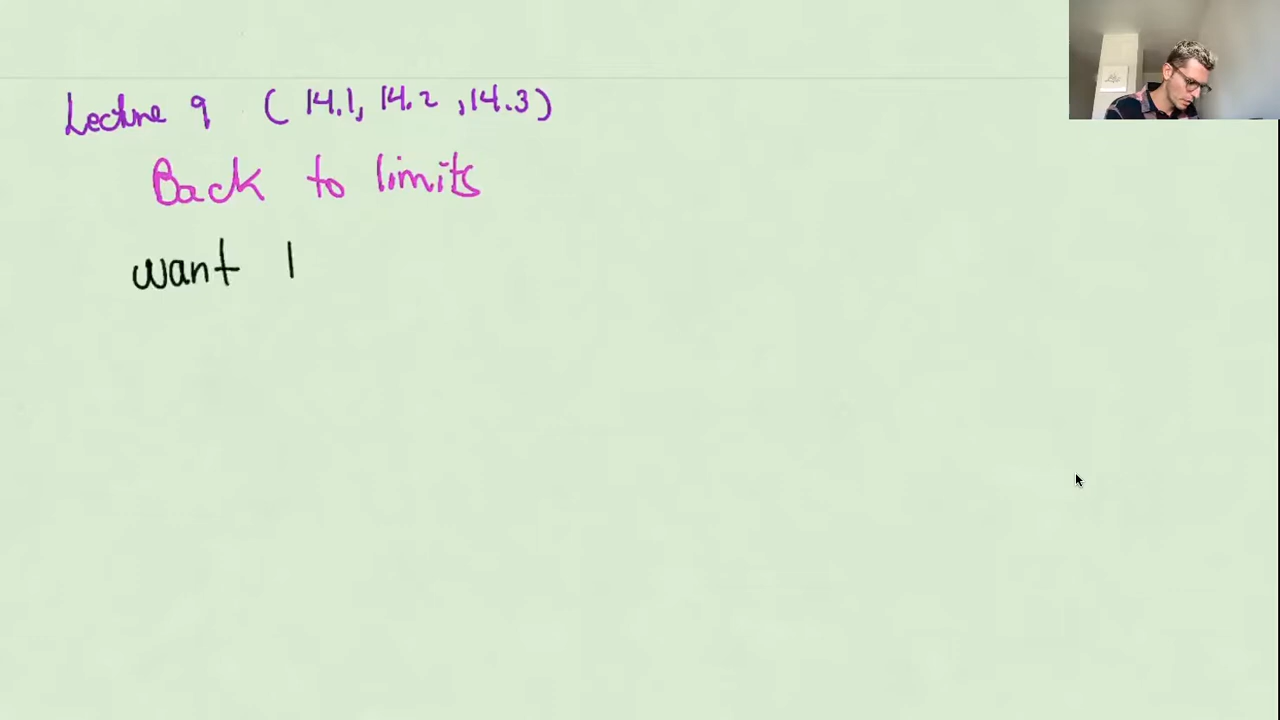 Lecture 9 (14.1, 14.2, 14.3)
Back to limits
want l